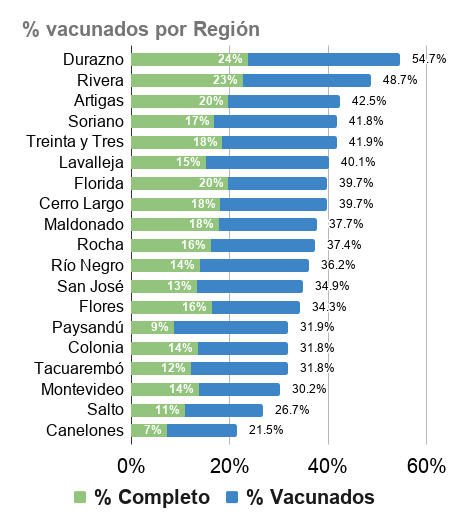 % vacunados por Región
Durazno 24% 54.7%
Rivera 23% 48.7%
Artigas 20% 42.5%
Soriano 17% 41.8%
Treinta y Tres 18% 41.9%
Lavalleja 15% 40.1%
Florida 20% 39.7%
Cerro Largo 18% 39.7%
Maldonado 18% 37.7%
Rocha 16% 37.4%
Río Negro 14% 36.2%
San José 13% 34.9%
Flores 16% 34.3%
Paysandú 9% 31.9%
Colonia 14% 31.8%
Tacuarembó 12% 31.8%
Montevideo 14% 30.2%
Salto 11% 26.7%
Canelones 7% 21.5%
0% 20% 40% 60%
% Completo % Vacunados